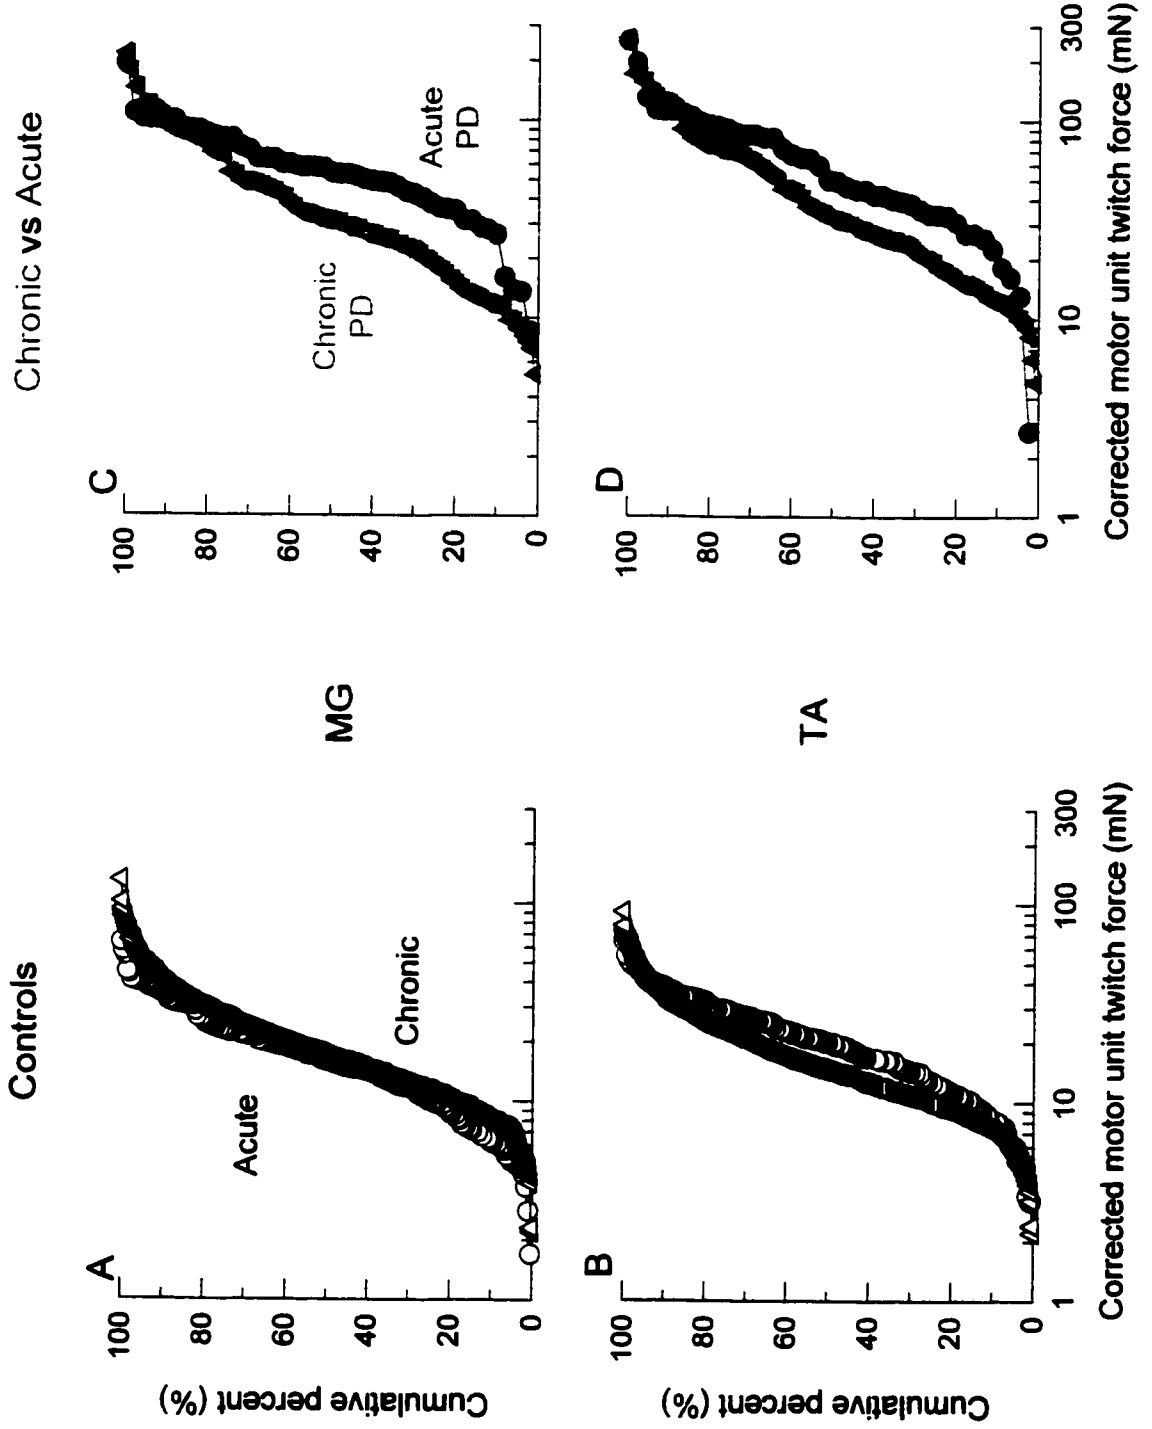 Controls
Chronic vs Acute
A
100
80
60
40
20
0
Cumulative percent (%)
Acute
Chronic
MG
C
100
80
60
40
20
0
Chronic
PD
Acute
PD
B
100
80
60
40
20
0
Cumulative percent (%)
1
10
100
300
Corrected motor unit twitch force (mN)
TA
D
100
80
60
40
20
0
1
10
100
300
Corrected motor unit twitch force (mN)